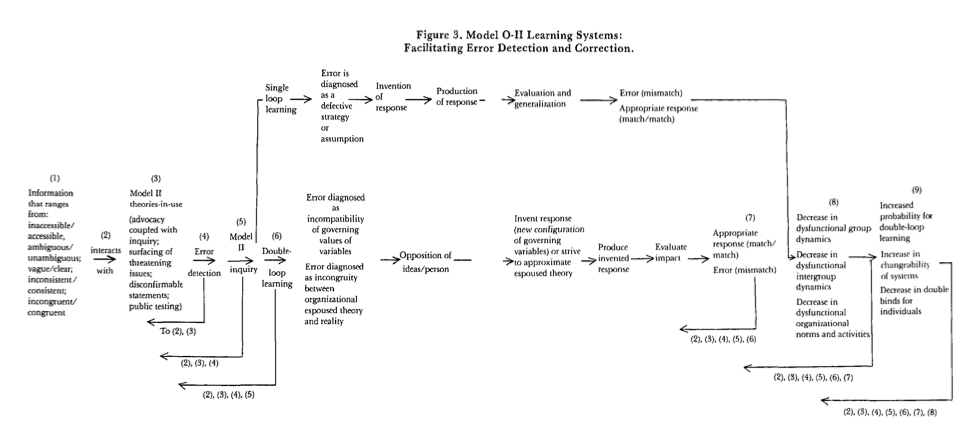 Figure 3. Model O-II Learning Systems:
Facilitating Error Detection and Correction.
Single
loop
learning
Error is
diagnosed
as a
defective
strategy
or
assumption
Invention
of
response
Production
of response
Evaluation and
generalization
Error (mismatch)
Appropriate response
(match/match)
(1)
Information
that ranges
from:
inaccessible/
accessible,
ambiguous/
unambiguous;
vague/clear;
inconsistent/
consistent;
incongruent/
congruent
(2)
interacts
with
(3)
Model II
theories-in-use
(advocacy
coupled with
inquiry;
surfacing of
threatening
issues;
disconfirmable
statements;
public testing)
(4)
Error
detection
(5)
Model
II
inquiry
(6)
Double-
loop
learning
Error diagnosed
as
incompatibility
of governing
values of
variables
Error diagnosed
as incongruity
between
organizational
espoused theory
and reality
Opposition of
ideas/person
Invent response
(new configuration
of governing
variables) or strive
to approximate
espoused theory
Produce
invented
response
Evaluate
impact
(7)
Appropriate
response (match/
match)
Error (mismatch)
(8)
Decrease in
dysfunctional group
dynamics
Decrease in
dysfunctional
intergroup
dynamics
Decrease in
dysfunctional
organizational
norms and activities
(9)
Increased
probability for
double-loop
learning
Increase in
changeability
of systems
Decrease in double
binds for
individuals
To (2), (3)
(2), (3), (4)
(2), (3), (4), (5)
(2), (3), (4), (5), (6)
(2), (3), (4), (5), (6), (7)
(2), (3), (4), (5), (6), (7), (8)